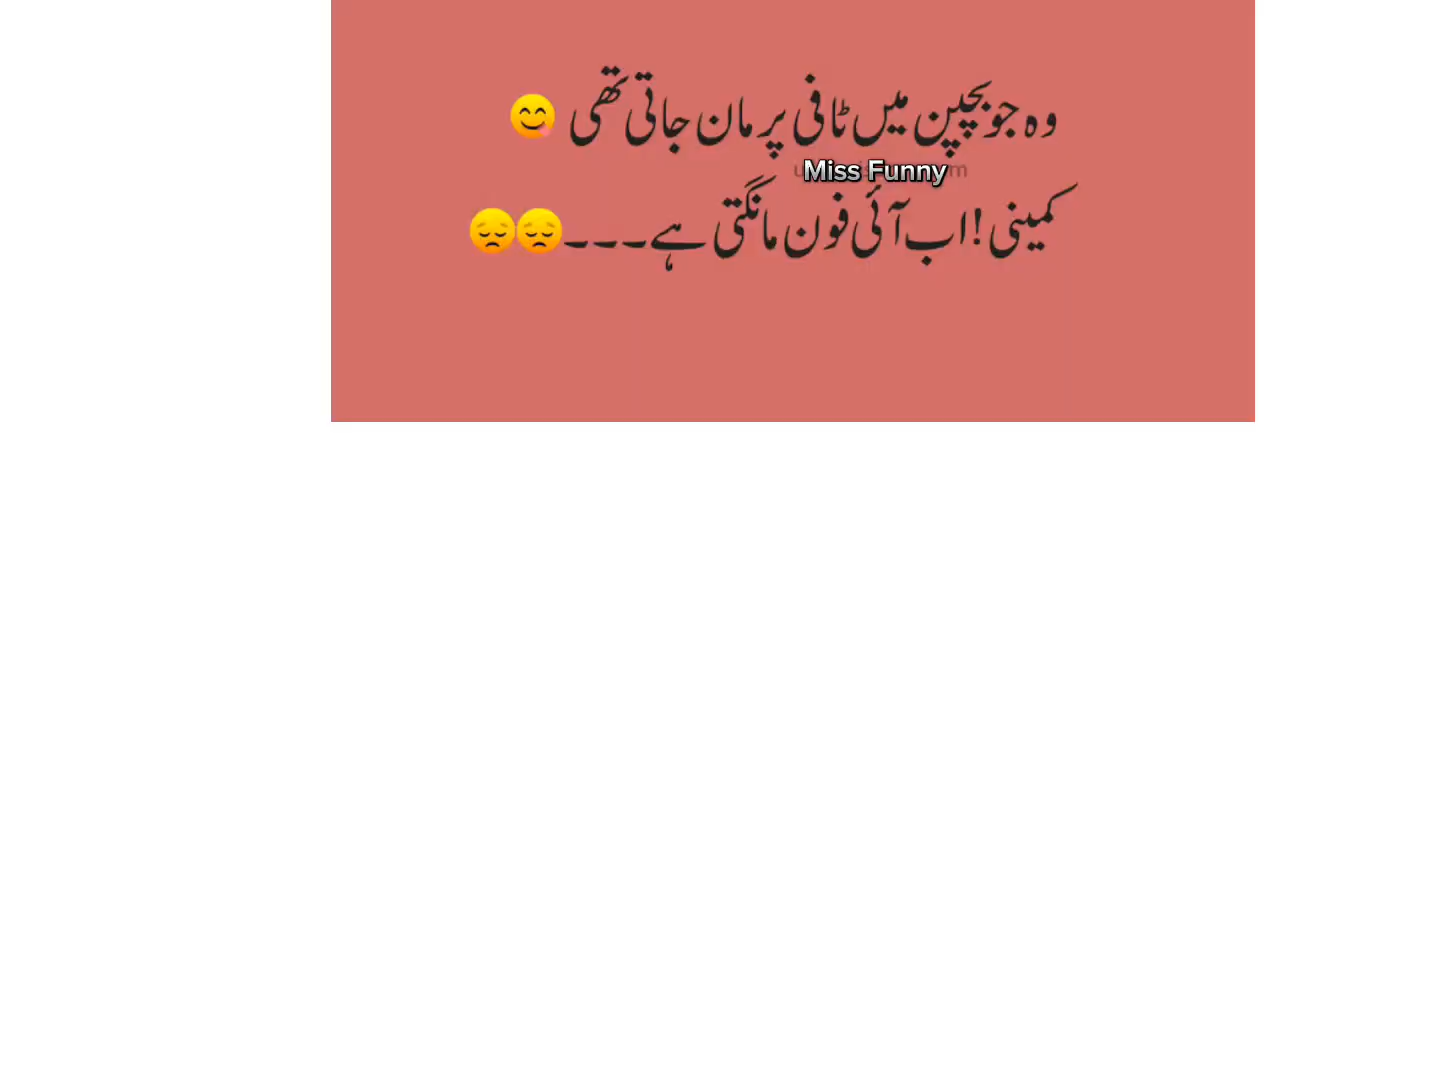 وہ جو بچپن میں ٹافی پر مان جاتی تھی 😋
Miss Funny
کمینی ! اب آئی فون مانگتی ہے۔۔۔😞😞